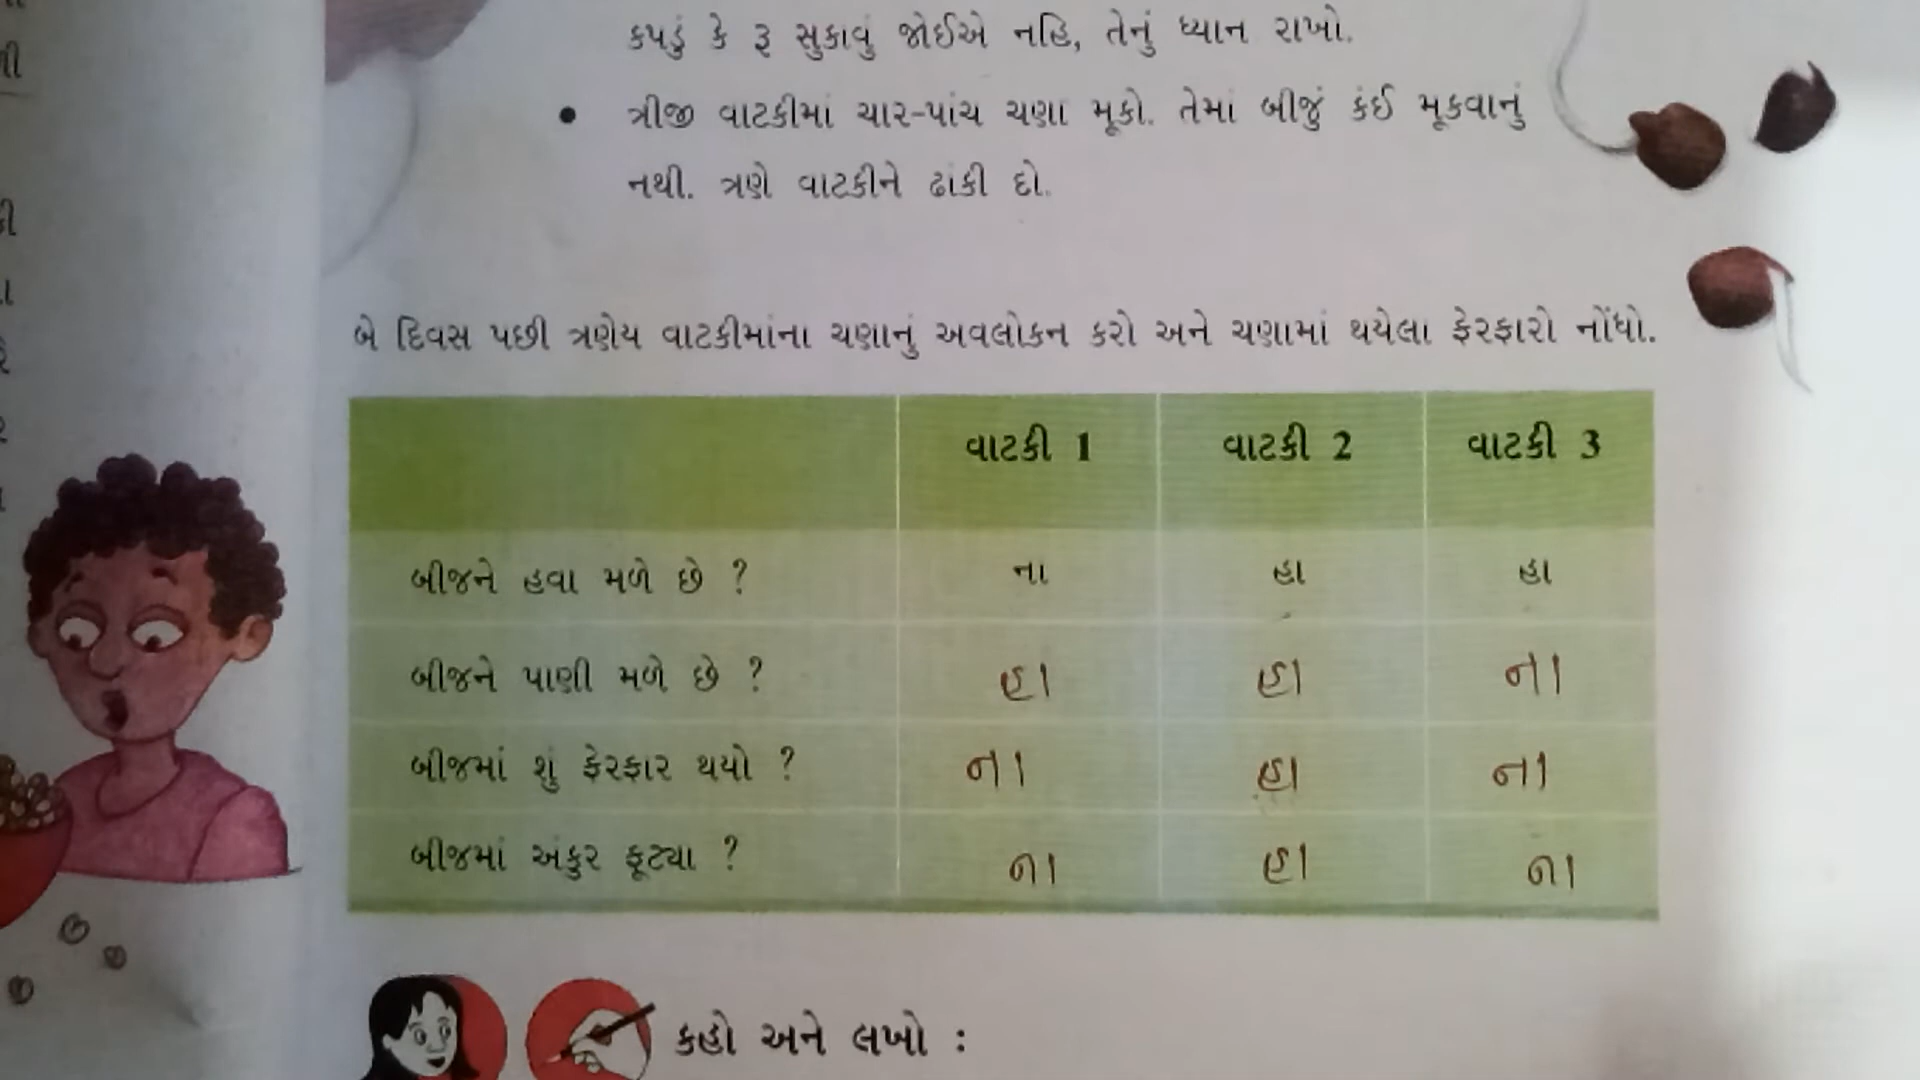 કપડું કે રૂ સુકાવું જોઈએ નહિ, તેનું ધ્યાન રાખો.
• ત્રીજી વાટકીમાં ચાર-પાંચ ચણા મૂકો. તેમાં બીજું કંઈ મૂકવાનું
નથી. ત્રણે વાટકીને ઢાંકી દો.
બે દિવસ પછી ત્રણેય વાટકીમાંના ચણાનું અવલોકન કરો અને ચણામાં થયેલા ફેરફારો નોંધો.
વાટકી 1 વાટકી 2 વાટકી 3
બીજને હવા મળે છે ? ના હા હા
બીજને પાણી મળે છે ? હા હા ના
બીજમાં શું ફેરફાર થયો ? ના હા ના
બીજમાં અંકુર ફૂટ્યા ? ના હા ના
કહો અને લખો :